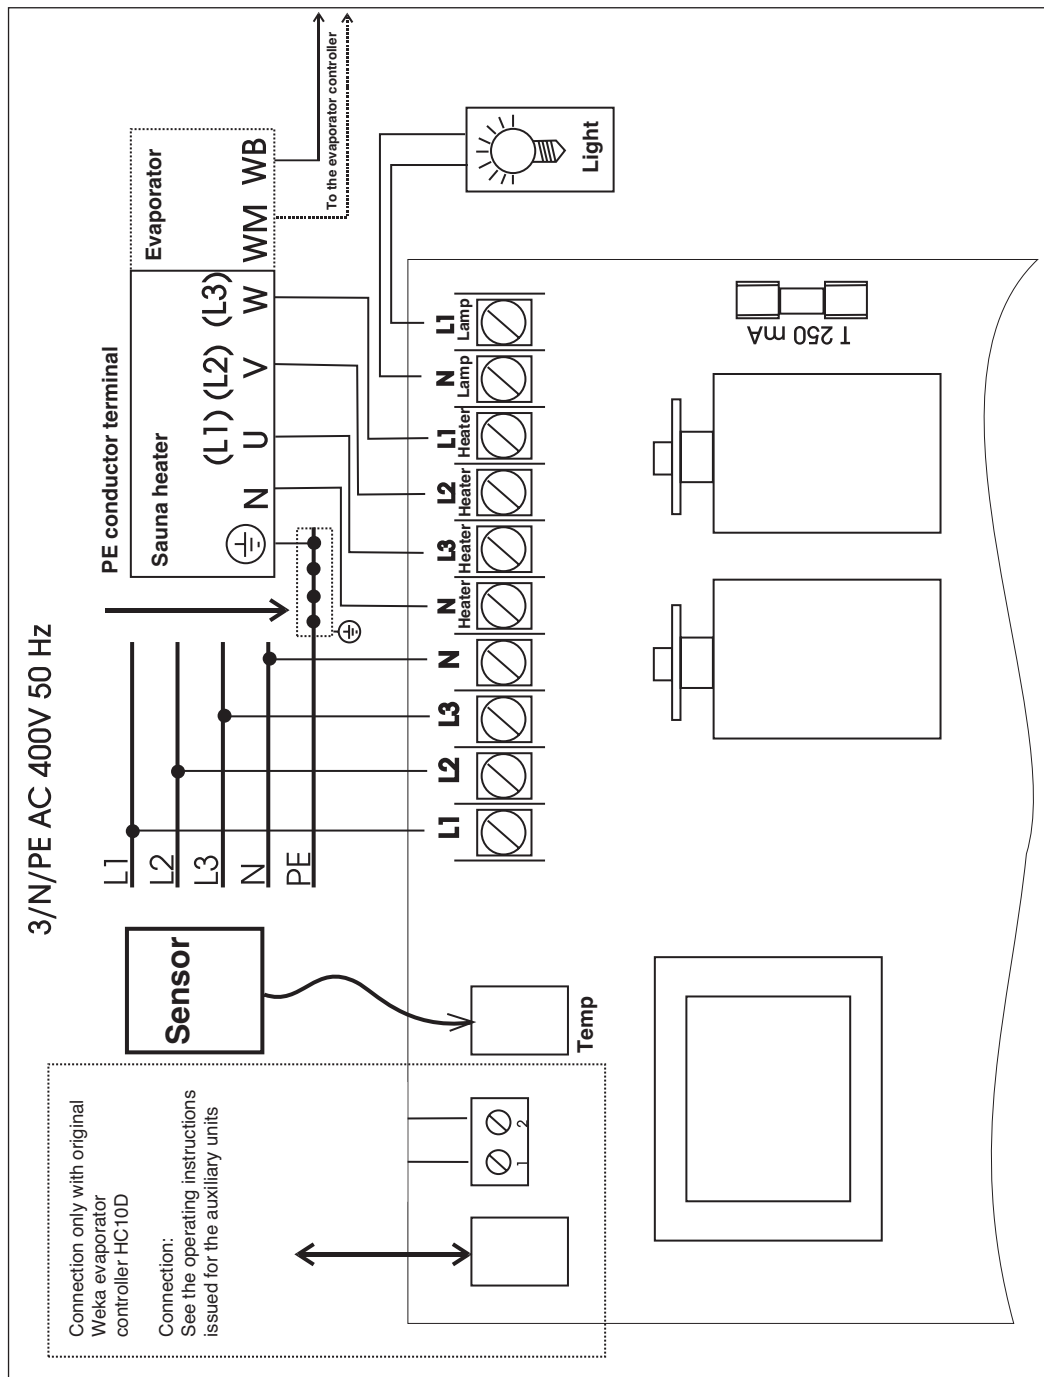 3/N/PE AC 400V 50 Hz
L1
L2
L3
N
PE
PE conductor terminal
Sauna heater
(L1) (L2) (L3)
N U V W
Evaporator
WM WB
To the evaporator controller
Light
Sensor
Temp
L1
L2
L3
N
N
Heater
L3
Heater
L2
Heater
L1
Heater
N
Lamp
L1
Lamp
T 250 mA
Connection only with original
Weka evaporator
controller HC10D
Connection:
See the operating instructions
issued for the auxiliary units
1 2